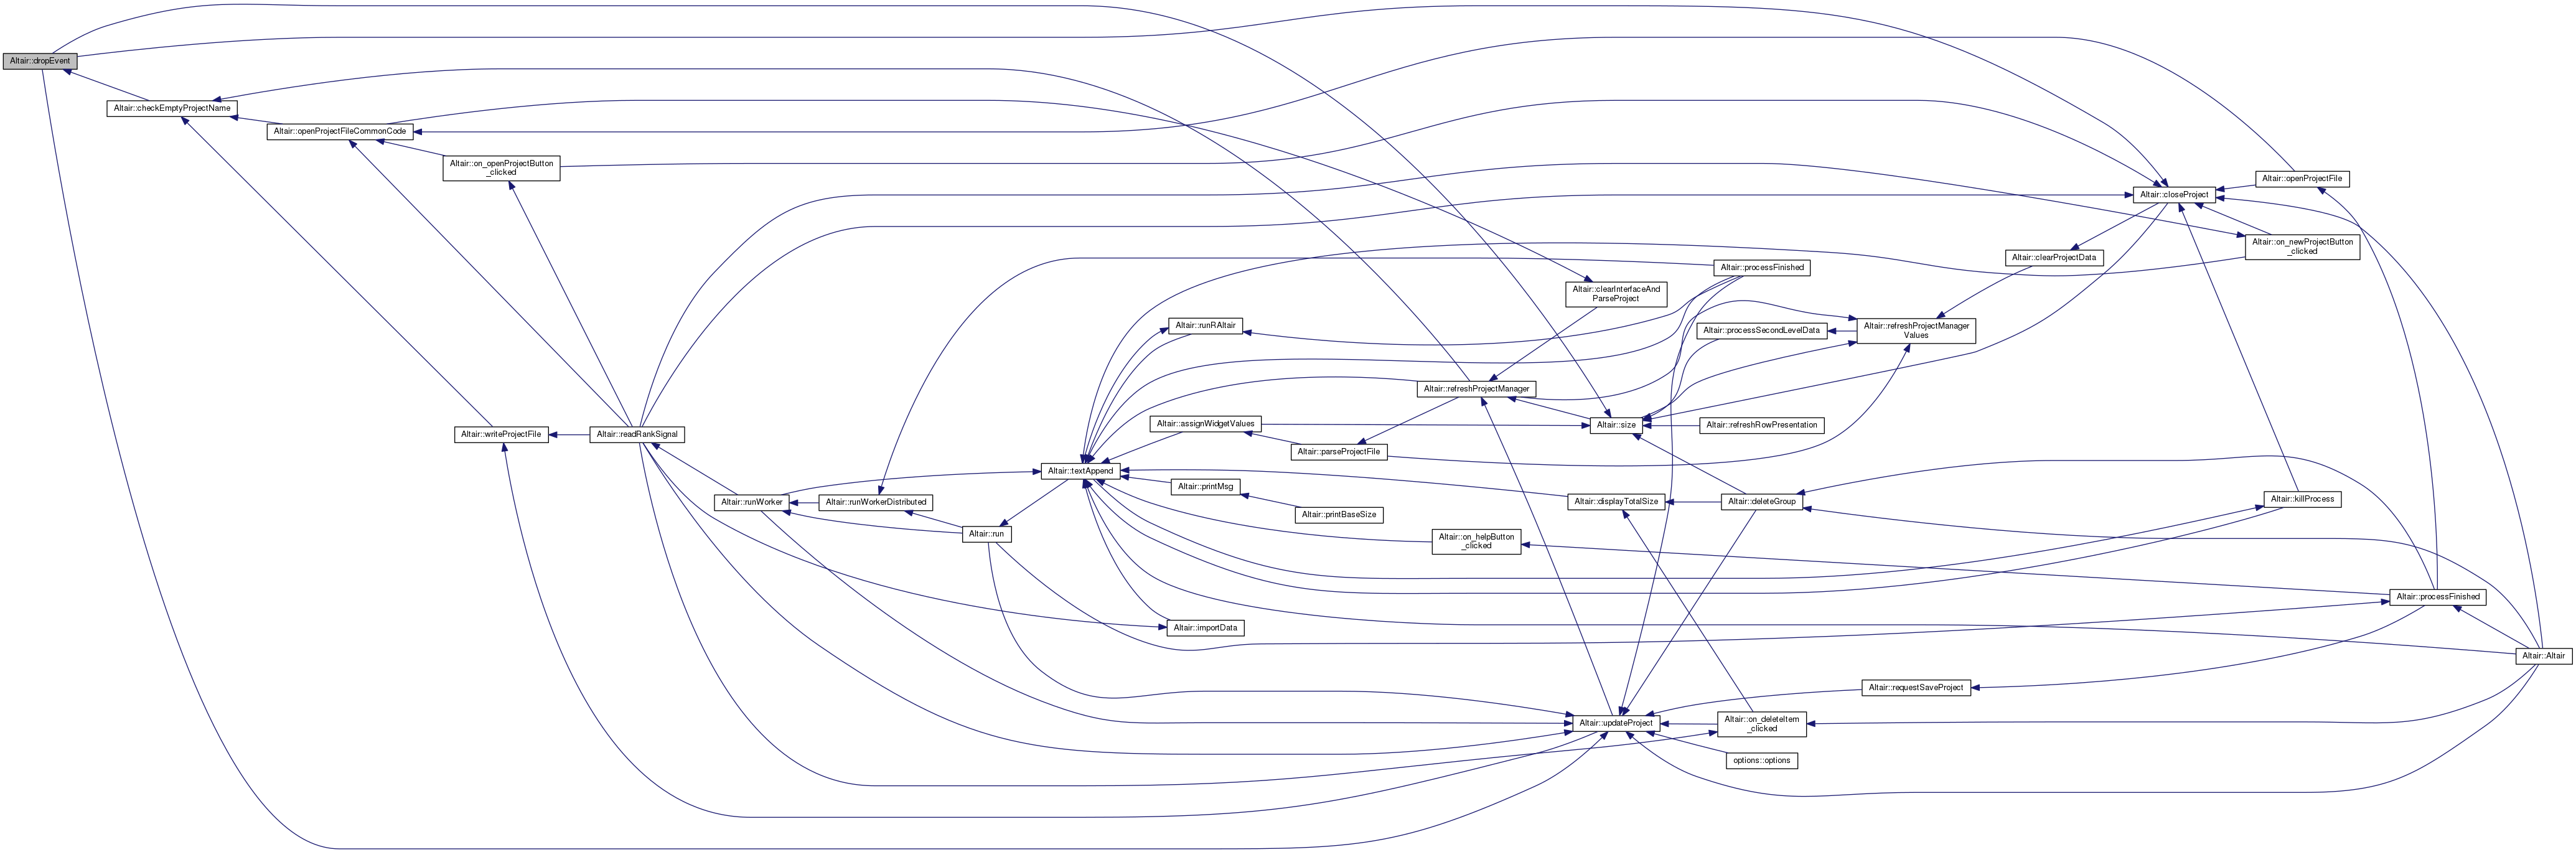 Altair::dropEvent
Altair::checkEmptyProjectName
Altair::openProjectFileCommonCode
Altair::on_openProjectButton
_clicked
Altair::openProjectFile
Altair::closeProject
Altair::on_newProjectButton
_clicked
Altair::clearProjectData
Altair::processFinished
Altair::clearInterfaceAnd
ParseProject
Altair::runRAltair
Altair::processSecondLevelData
Altair::refreshProjectManager
Values
Altair::refreshProjectManager
Altair::assignWidgetValues
Altair::size
Altair::refreshRowPresentation
Altair::writeProjectFile
Altair::readRankSignal
Altair::parseProjectFile
Altair::textAppend
Altair::printMsg
Altair::runWorker
Altair::runWorkerDistributed
Altair::displayTotalSize
Altair::deleteGroup
Altair::killProcess
Altair::printBaseSize
Altair::run
Altair::on_helpButton
_clicked
Altair::processFinished
Altair::importData
Altair::Altair
Altair::requestSaveProject
Altair::updateProject
Altair::on_deleteItem
_clicked
options::options